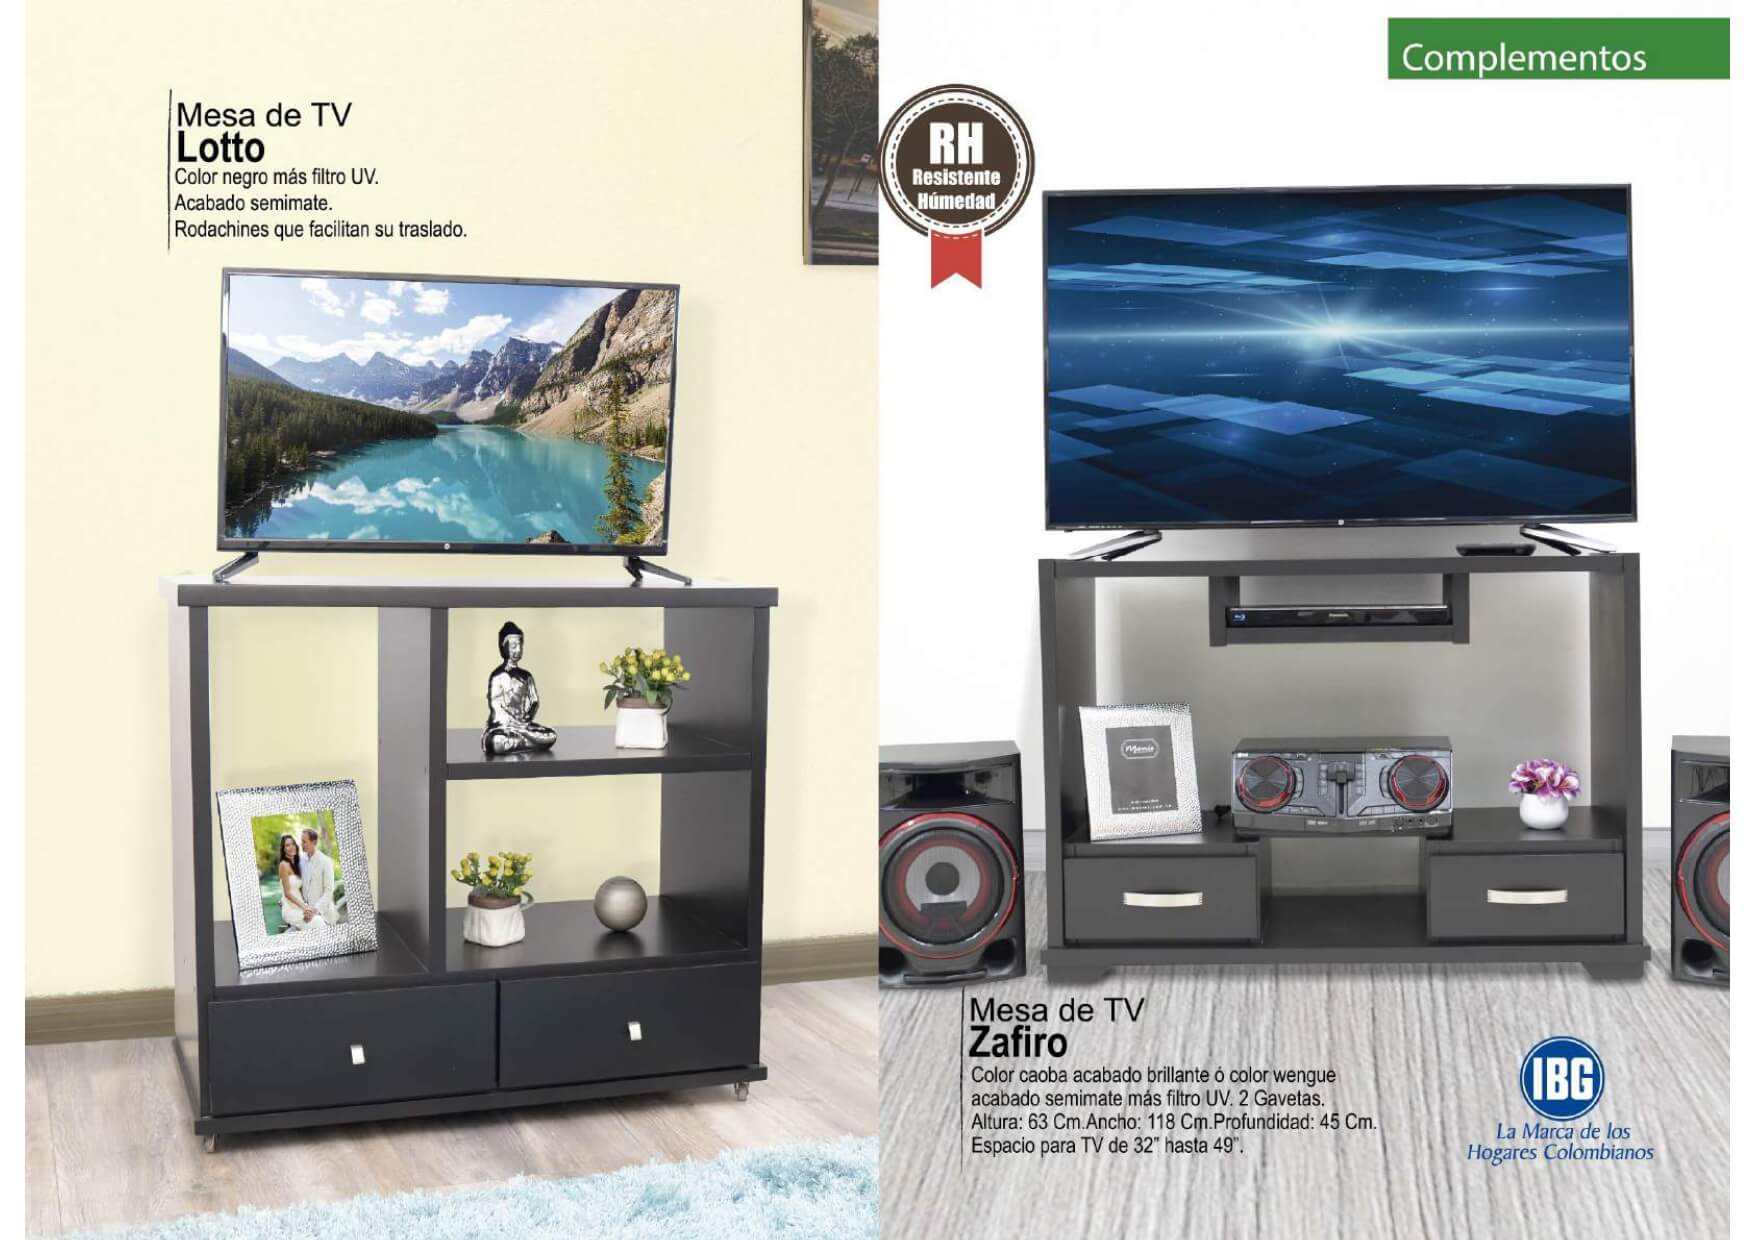 Mesa de TV
Lotto
Color negro más filtro UV.
Acabado semimate.
Rodachines que facilitan su traslado.
Complementos
RH
Resistente
Húmedad
Mesa de TV
Zafiro
Color caoba acabado brillante ó color wengue
acabado semimate más filtro UV. 2 Gavetas.
Altura: 63 Cm.Ancho: 118 Cm.Profundidad: 45 Cm.
Espacio para TV de 32” hasta 49”.
IBG
La Marca de los
Hogares Colombianos